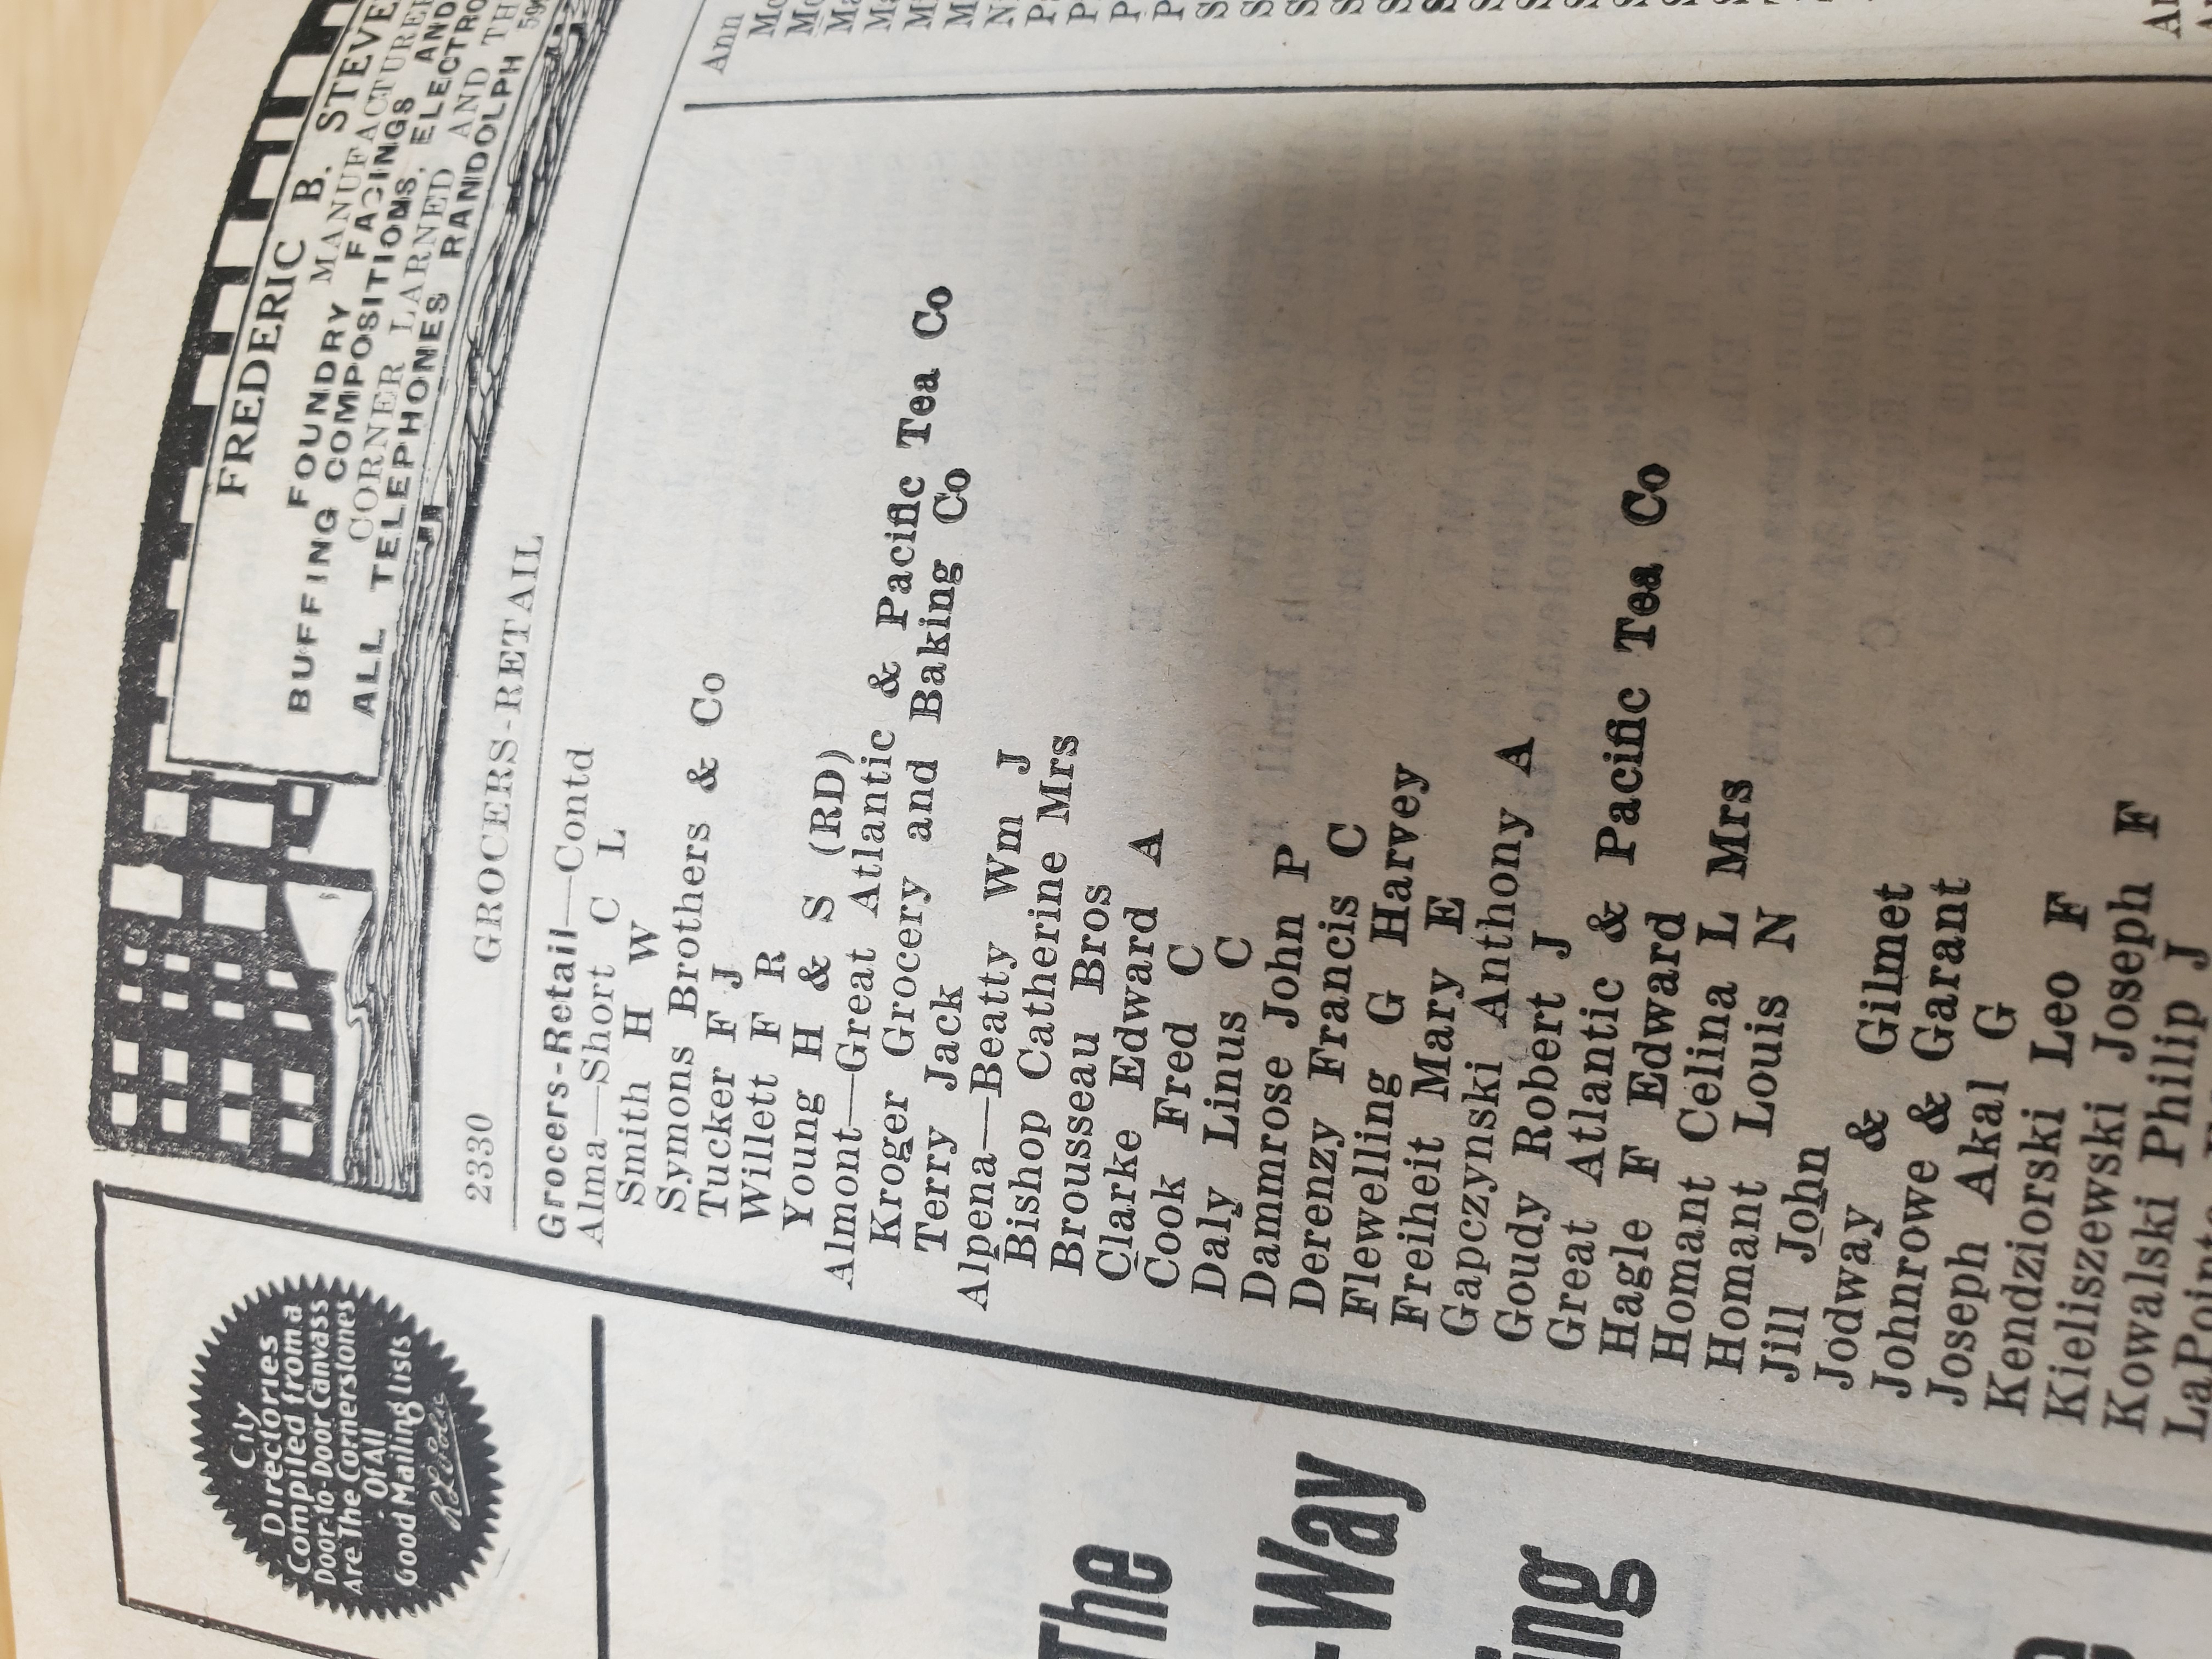 City
Directories
Compiled from a
Door-to-Door Canvass
Are The Cornerstones
Of All
Good Mailing Lists
R L Polk
The
-Way
FREDERIC B.
FOUNDRY MANUFACTURER
BUFFING COMPOSITIONS, FACINGS
CORNER LARNED AND
ALL TELEPHONES RANDOLPH
2330 GROCERS-RETAIL
Grocers-Retail—Contd
Alma—Short C L
Smith H W
Symons Brothers & Co
Tucker F J
Willett F R
Young H & S (RD)
Almont—Great Atlantic & Pacific Tea Co
Kroger Grocery and Baking Co
Terry Jack
Alpena—Beatty Wm J
Bishop Catherine Mrs
Brousseau Bros
Clarke Edward A
Cook Fred C
Daly Linus C
Dammrose John P
Derenzy Francis C
Flewelling G Harvey
Freiheit Mary E
Gapczynski Anthony A
Goudy Robert J
Great Atlantic & Pacific Tea Co
Hagle F Edward
Homant Celina L Mrs
Homant Louis N
Jill John
Jodway & Gilmet
Johnrowe & Garant
Joseph Akal G
Kendziorski Leo F
Kieliszewski Joseph F
Kowalski Philip J
Ann